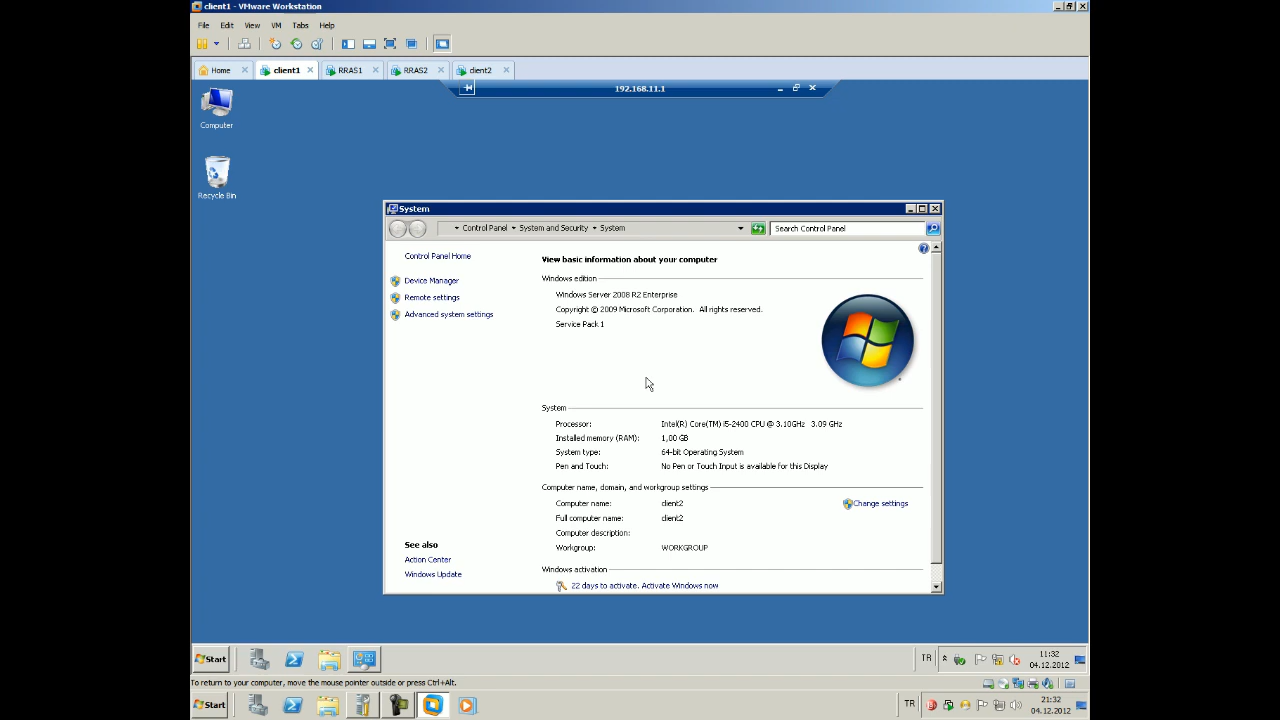 client1 - VMware Workstation
File Edit View VM Tabs Help
Home client1 RRAS1 RRAS2 client2
192.168.11.1
Computer
Recycle Bin
System
Control Panel System and Security System
Search Control Panel
Control Panel Home
Device Manager
Remote settings
Advanced system settings
See also
Action Center
Windows Update
View basic information about your computer
Windows edition
Windows Server 2008 R2 Enterprise
Copyright © 2009 Microsoft Corporation. All rights reserved.
Service Pack 1
System
Processor: Intel(R) Core(TM) i5-2400 CPU @ 3.10GHz 3.09 GHz
Installed memory (RAM): 1,00 GB
System type: 64-bit Operating System
Pen and Touch: No Pen or Touch Input is available for this Display
Computer name, domain, and workgroup settings
Computer name: client2
Change settings
Full computer name: client2
Computer description:
Workgroup: WORKGROUP
Windows activation
22 days to activate. Activate Windows now
Start
TR
11:32
04.12.2012
To return to your computer, move the mouse pointer outside or press Ctrl+Alt.
Start
TR
21:32
04.12.2012